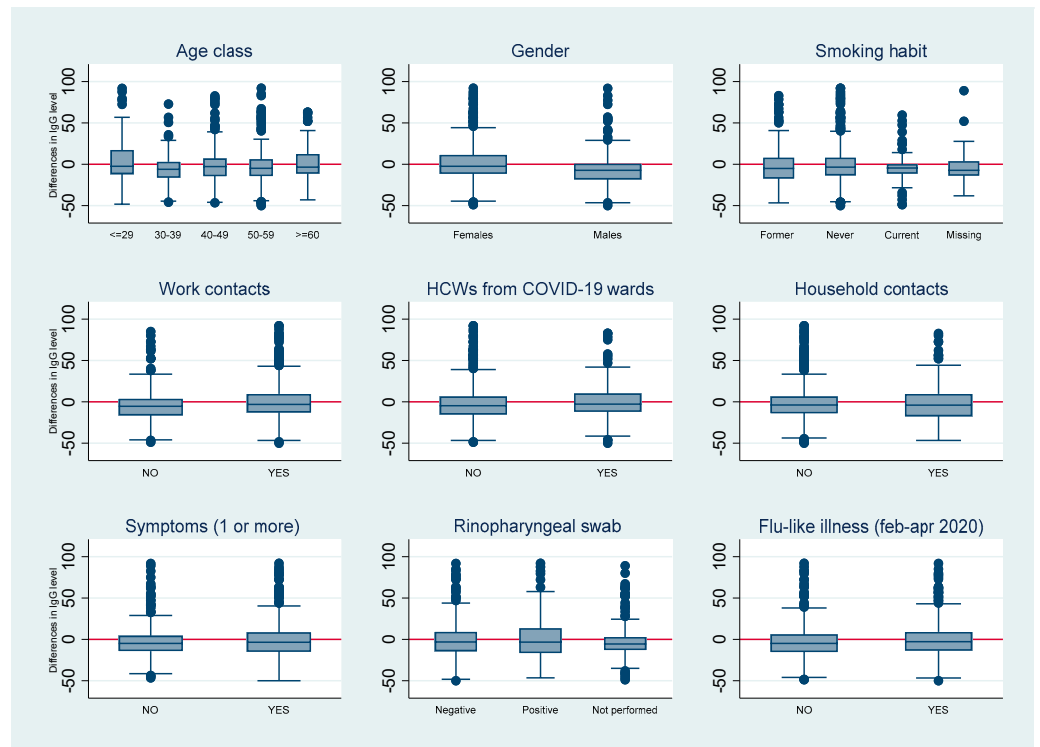 Age class
Gender
Smoking habit
Differences in IgG level
100
50
0
-50
<=29 30-39 40-49 50-59 >=60
100
50
0
-50
Females Males
100
50
0
-50
Former Never Current Missing
Work contacts
HCWs from COVID-19 wards
Household contacts
Differences in IgG level
100
50
0
-50
NO YES
100
50
0
-50
NO YES
100
50
0
-50
NO YES
Symptoms (1 or more)
Rinopharyngeal swab
Flu-like illness (feb-apr 2020)
Differences in IgG level
100
50
0
-50
NO YES
100
50
0
-50
Negative Positive Not performed
100
50
0
-50
NO YES